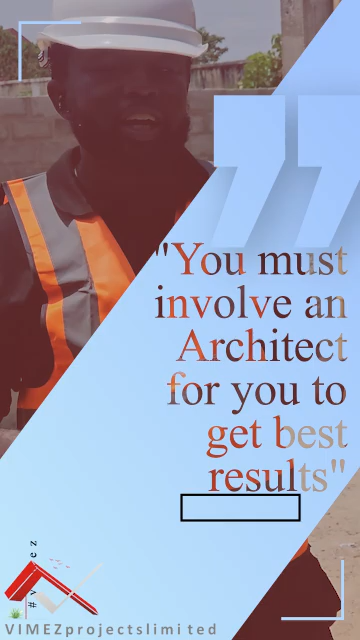 "You must
involve an
Architect
for you to
get best
results"
VIMEZprojectslimited